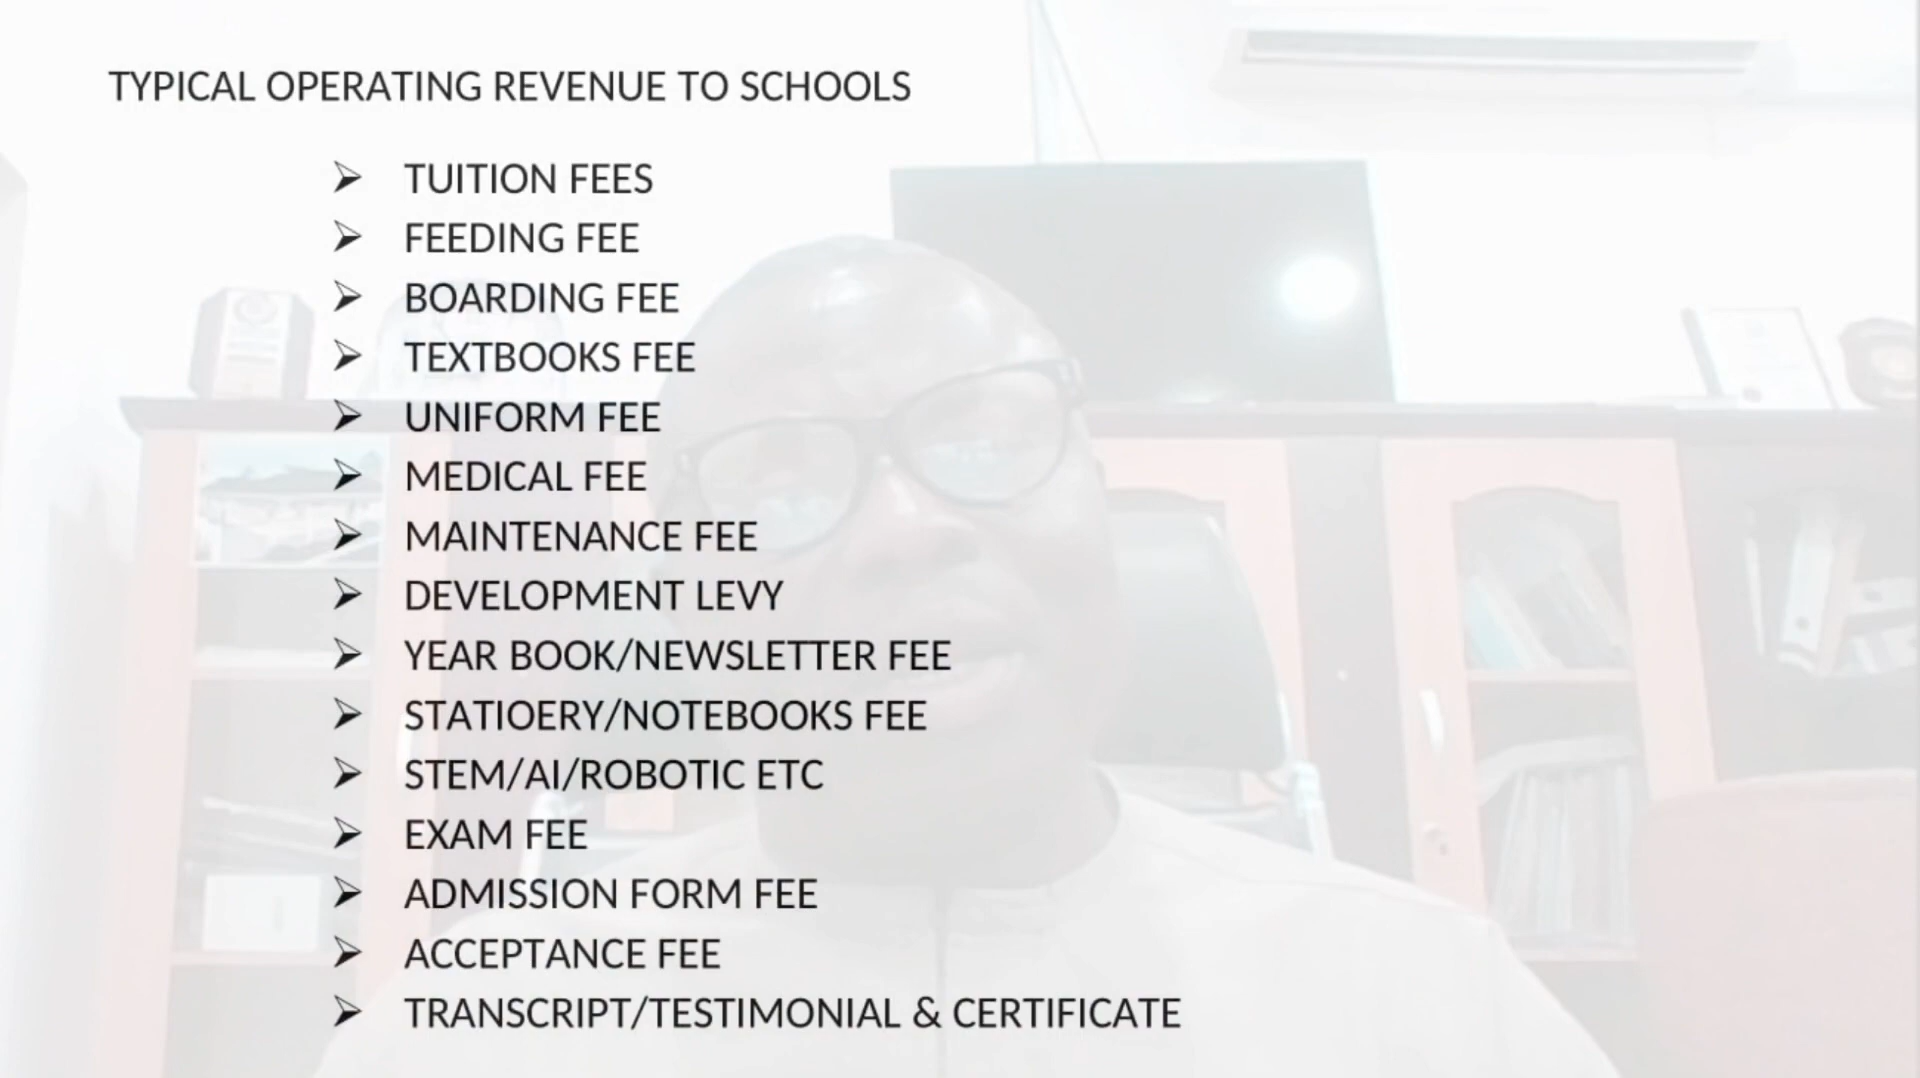 TYPICAL OPERATING REVENUE TO SCHOOLS
➢ TUITION FEES
➢ FEEDING FEE
➢ BOARDING FEE
➢ TEXTBOOKS FEE
➢ UNIFORM FEE
➢ MEDICAL FEE
➢ MAINTENANCE FEE
➢ DEVELOPMENT LEVY
➢ YEAR BOOK/NEWSLETTER FEE
➢ STATIOERY/NOTEBOOKS FEE
➢ STEM/AI/ROBOTIC ETC
➢ EXAM FEE
➢ ADMISSION FORM FEE
➢ ACCEPTANCE FEE
➢ TRANSCRIPT/TESTIMONIAL & CERTIFICATE